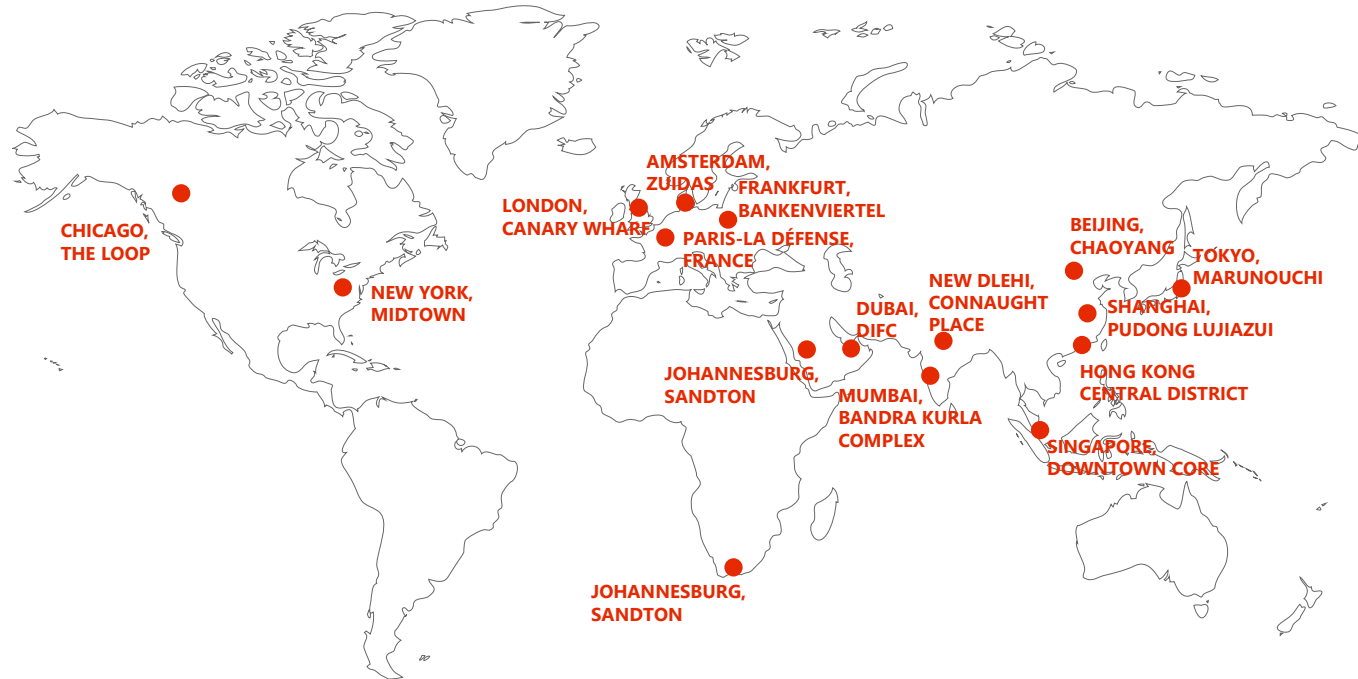 AMSTERDAM,
ZUIDAS
FRANKFURT,
BANKENVIERTEL
LONDON,
CANARY WHARF
PARIS-LA DÉFENSE,
FRANCE
CHICAGO,
THE LOOP
NEW YORK,
MIDTOWN
BEIJING,
CHAOYANG
TOKYO,
MARUNOUCHI
NEW DLEHI,
CONNAUGHT
PLACE
DUBAI,
DIFC
SHANGHAI,
PUDONG LUJIAZUI
JOHANNESBURG,
SANDTON
MUMBAI,
BANDRA KURLA
COMPLEX
HONG KONG
CENTRAL DISTRICT
SINGAPORE,
DOWNTOWN CORE
JOHANNESBURG,
SANDTON